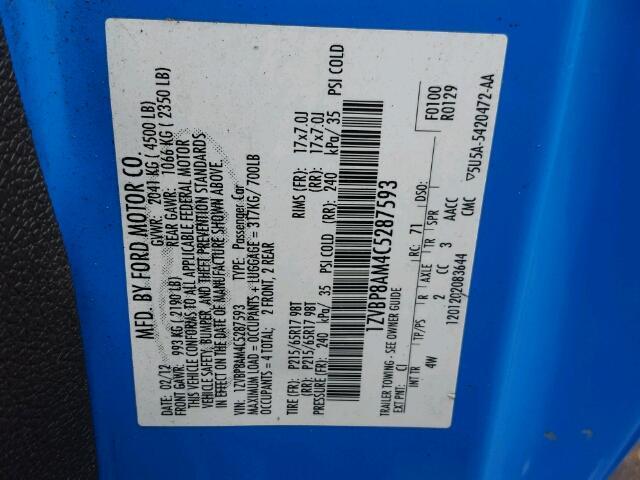 MFD. BY FORD MOTOR CO.
02/12 GVWR: 2041 KG (4500 LB)
FRONT GAWR: 993 KG (2190 LB) REAR GAWR: 1066 KG (2350 LB)
THIS VEHICLE CONFORMS TO ALL APPLICABLE FEDERAL MOTOR
VEHICLE SAFETY, BUMPER, AND THEFT PREVENTION STANDARDS
IN EFFECT ON THE DATE OF MANUFACTURE SHOWN ABOVE.
VIN: 1ZVBP8AM4C5287593 TYPE: Passenger Car
MAXIMUM LOAD = OCCUPANTS + LUGGAGE = 317KG/ 700LB
OCCUPANTS = 4 TOTAL; 2 FRONT, 2 REAR
TIRE (FR): P215/65R17 98T RIMS (FR): 17x7.0J
(RR): P215/65R17 98T (RR): 17x7.0J
PRESSURE (FR): 240 kPa/ 35 (RR): 240 kPa/ 35 PSI COLD
1ZVBP8AM4C5287593
TRAILER TOWING - SEE OWNER GUIDE
EXT PNT: CI RC: 71 DSO: F0100
R0129
INT TR TP/PS R AXLE TR SPR
4W 2 CC 3 AACC
1201202083644 CMC ▽5U5A-5420472-AA